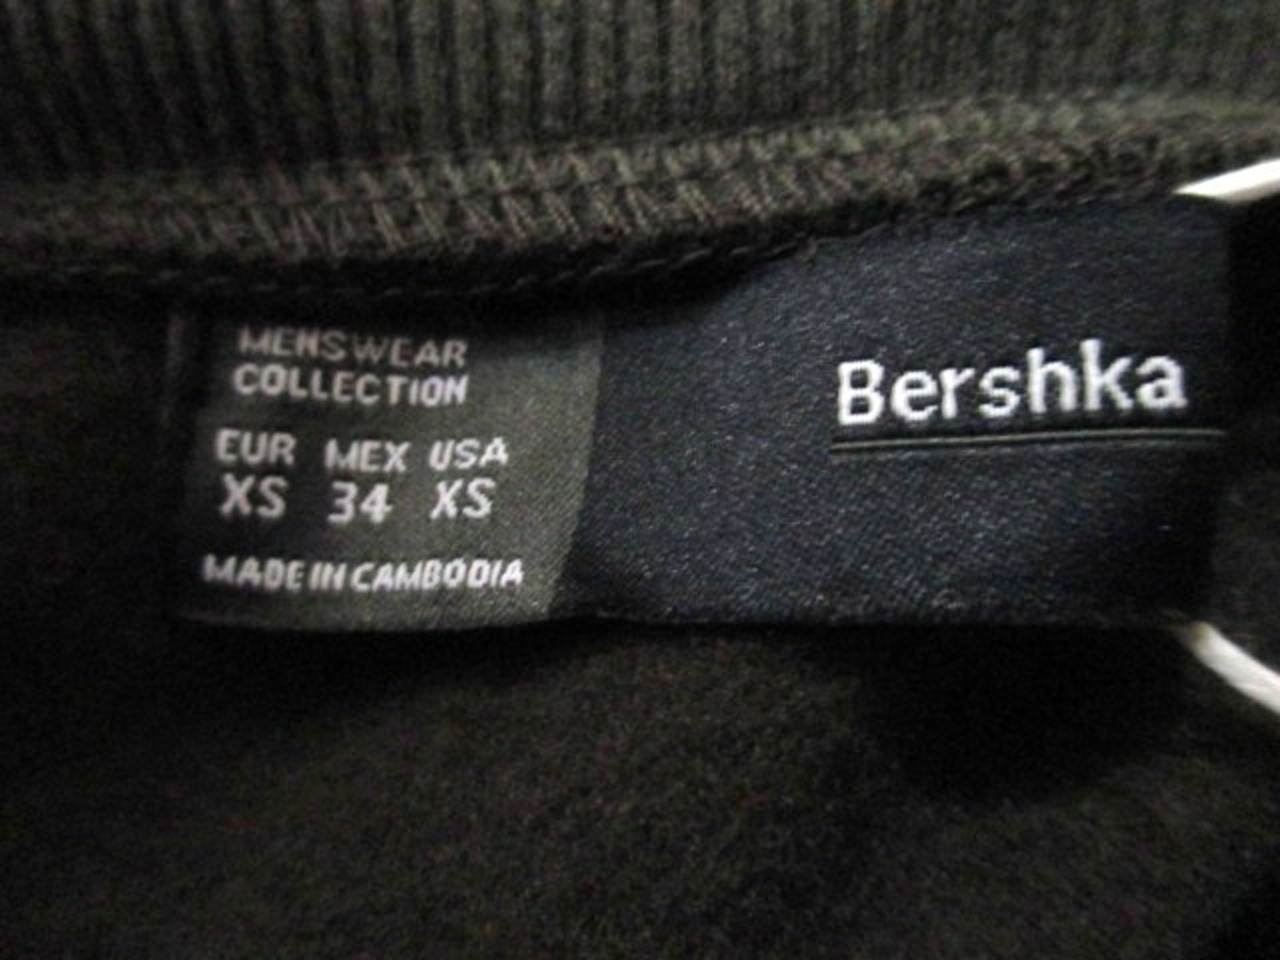 MENSWEAR
COLLECTION
EUR MEX USA
XS 34 XS
MADE IN CAMBODIA
Bershka